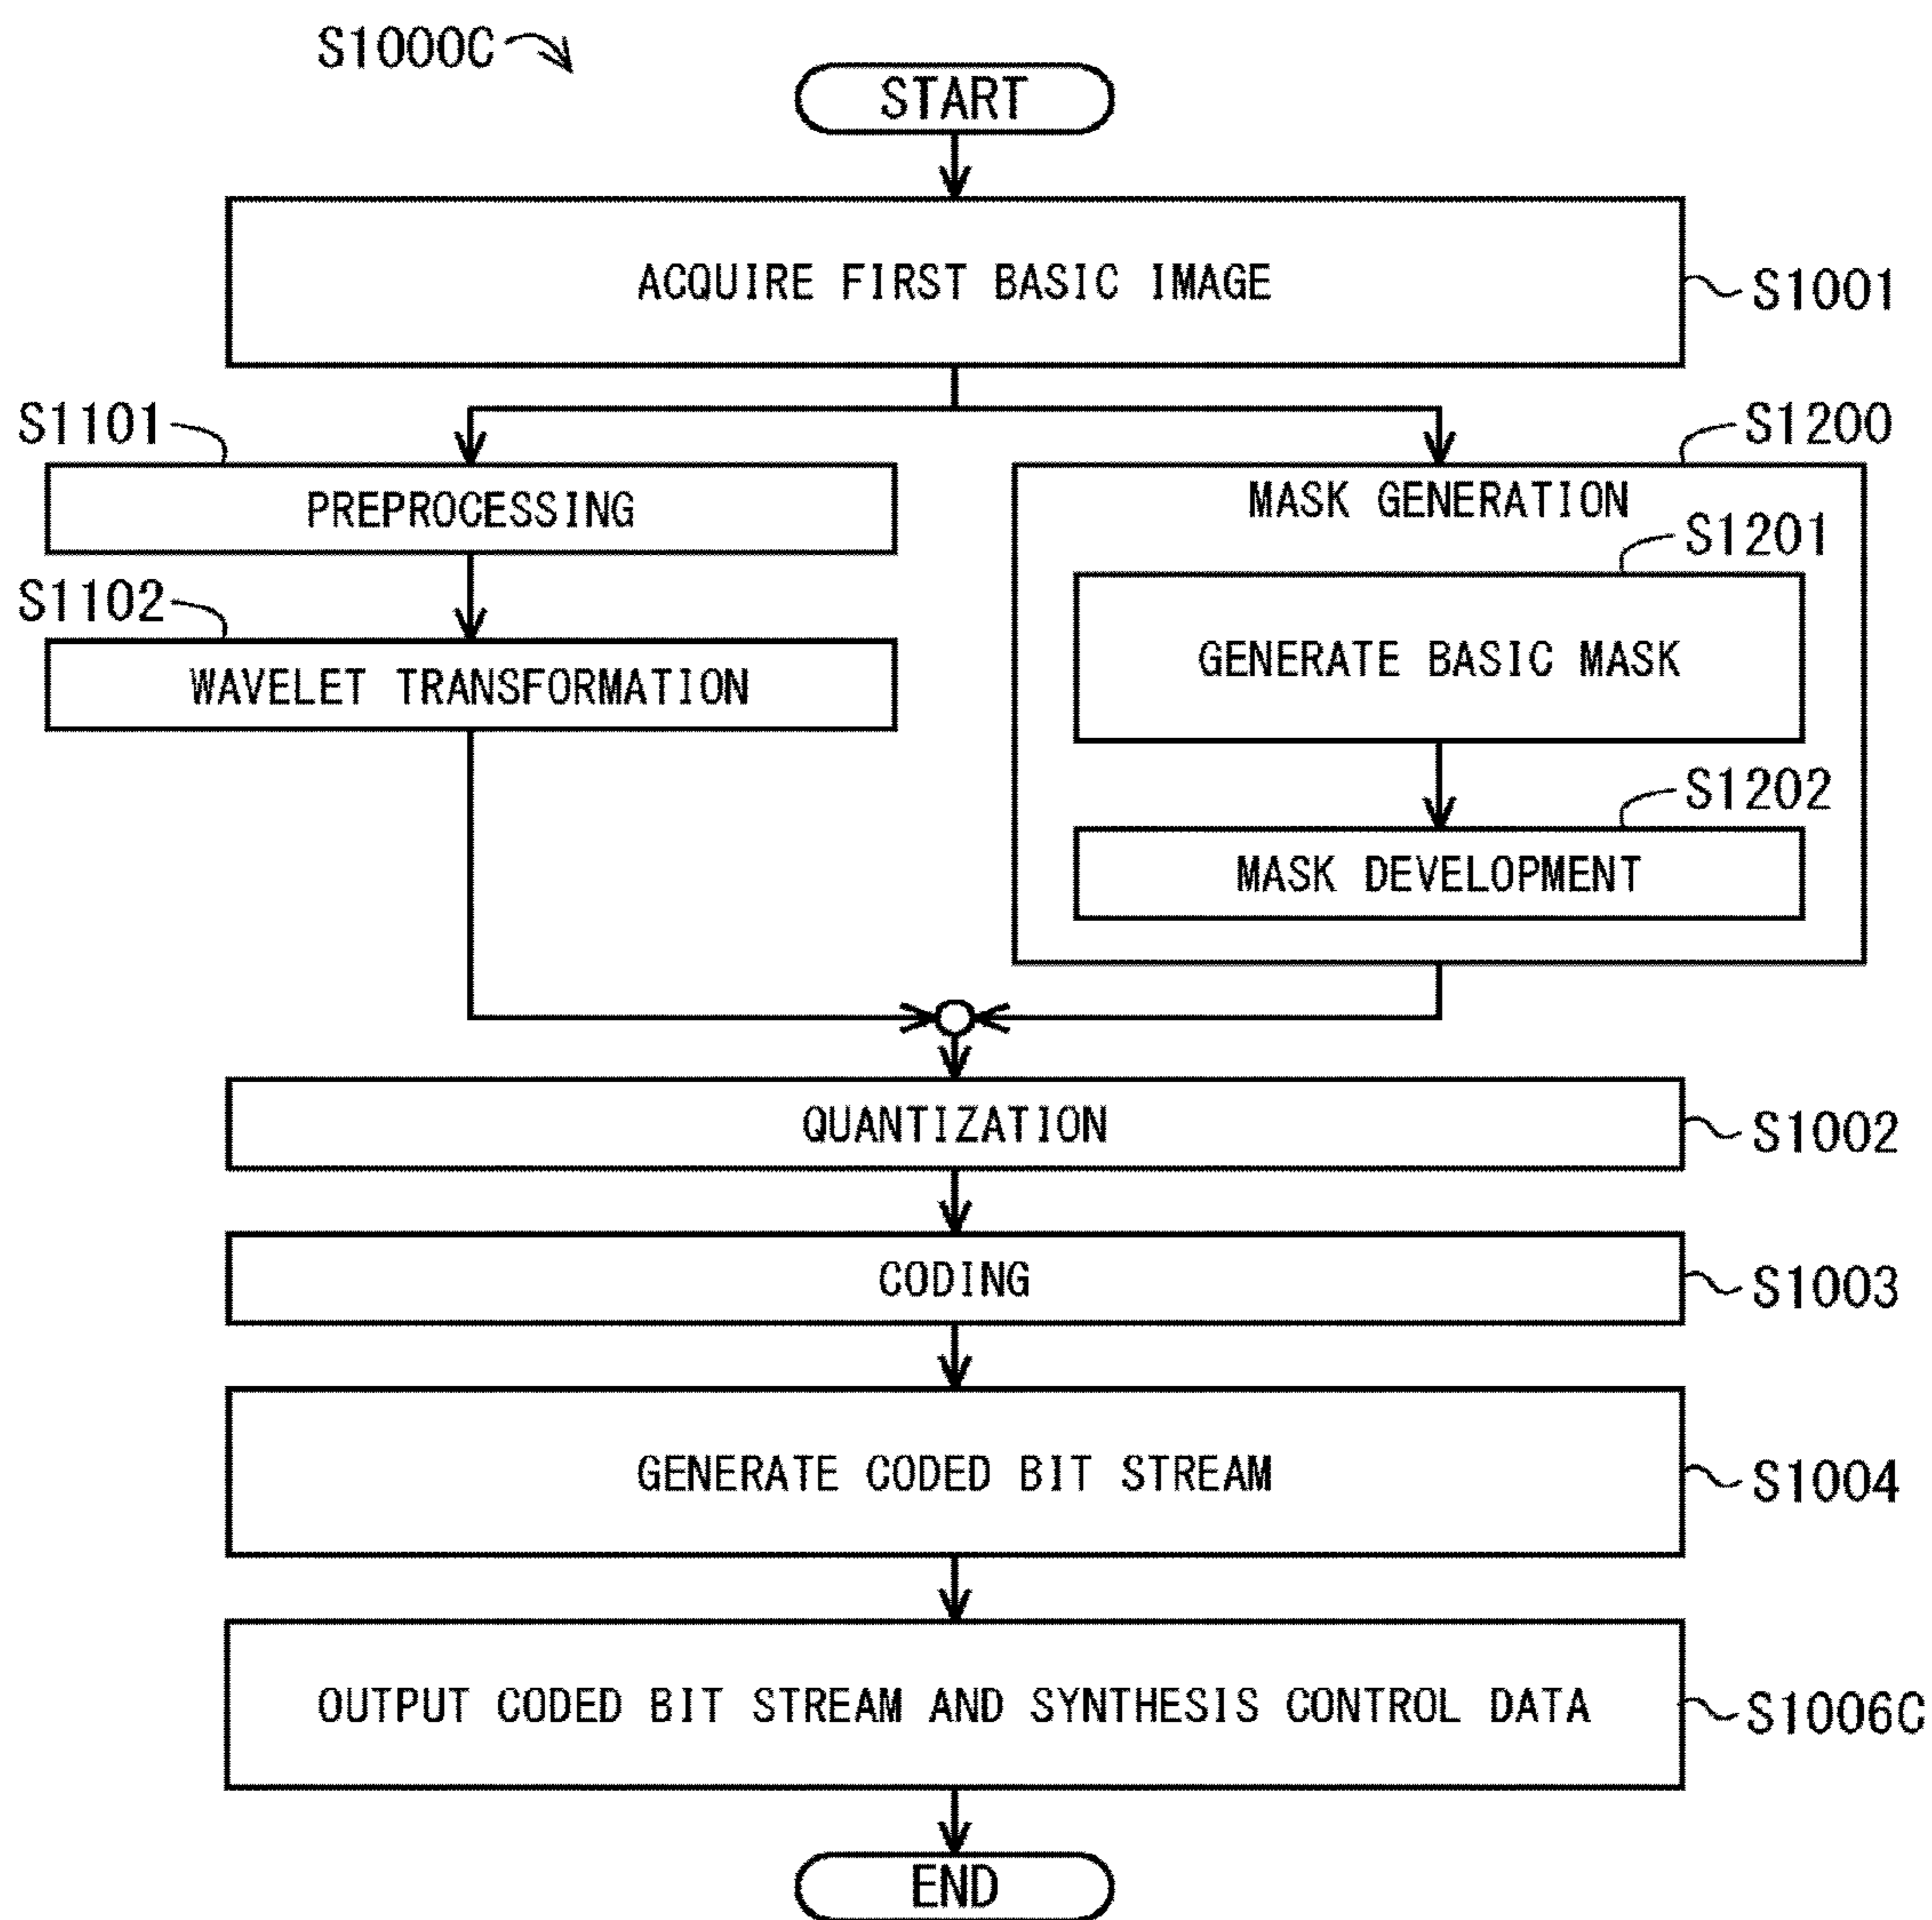 S1000C
START
ACQUIRE FIRST BASIC IMAGE
S1001
S1101
PREPROCESSING
S1102
WAVELET TRANSFORMATION
S1200
MASK GENERATION
S1201
GENERATE BASIC MASK
S1202
MASK DEVELOPMENT
QUANTIZATION
S1002
CODING
S1003
GENERATE CODED BIT STREAM
S1004
OUTPUT CODED BIT STREAM AND SYNTHESIS CONTROL DATA
S1006C
END